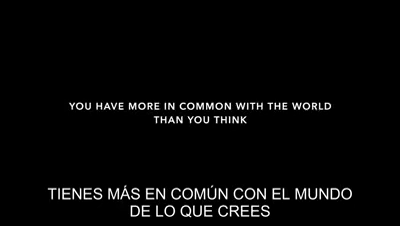 YOU HAVE MORE IN COMMON WITH THE WORLD
THAN YOU THINK
TIENES MÁS EN COMÚN CON EL MUNDO
DE LO QUE CREES